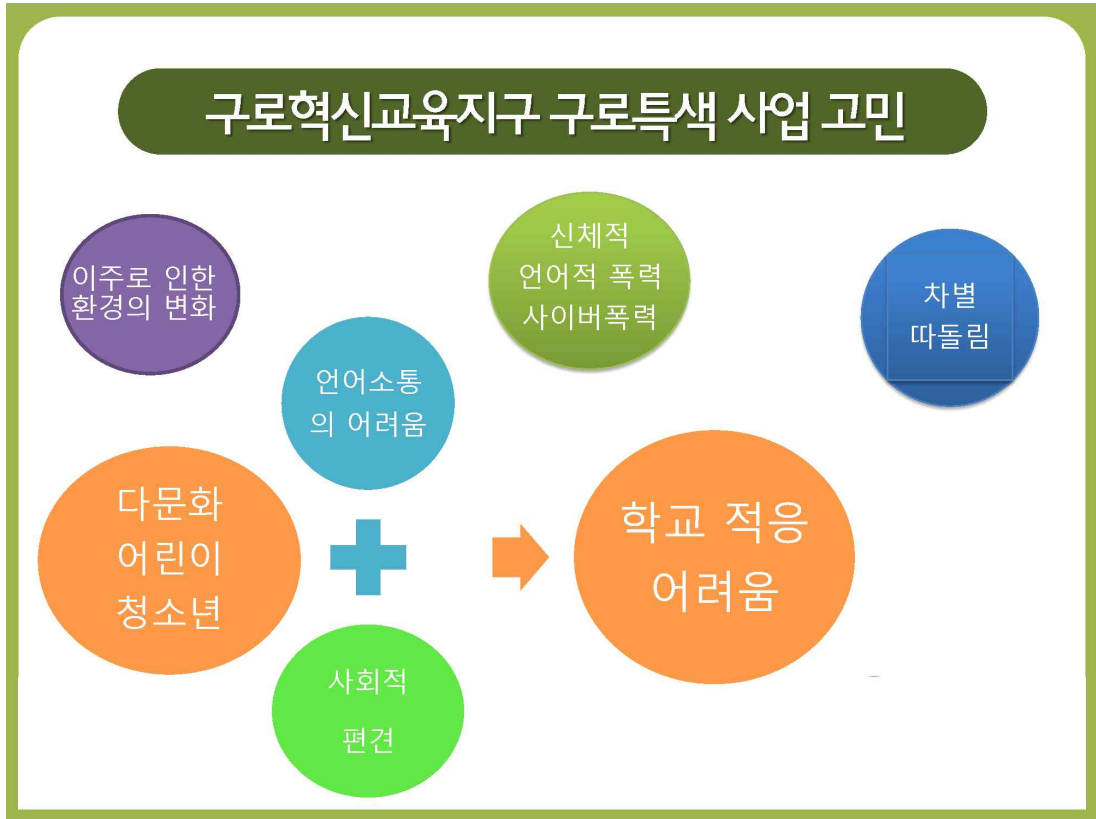 구로혁신교육지구 구로특색 사업 고민
이주로 인한
환경의 변화
신체적
언어적 폭력
사이버폭력
차별
따돌림
언어소통
의 어려움
다문화
어린이
청소년
학교 적응
어려움
사회적
편견